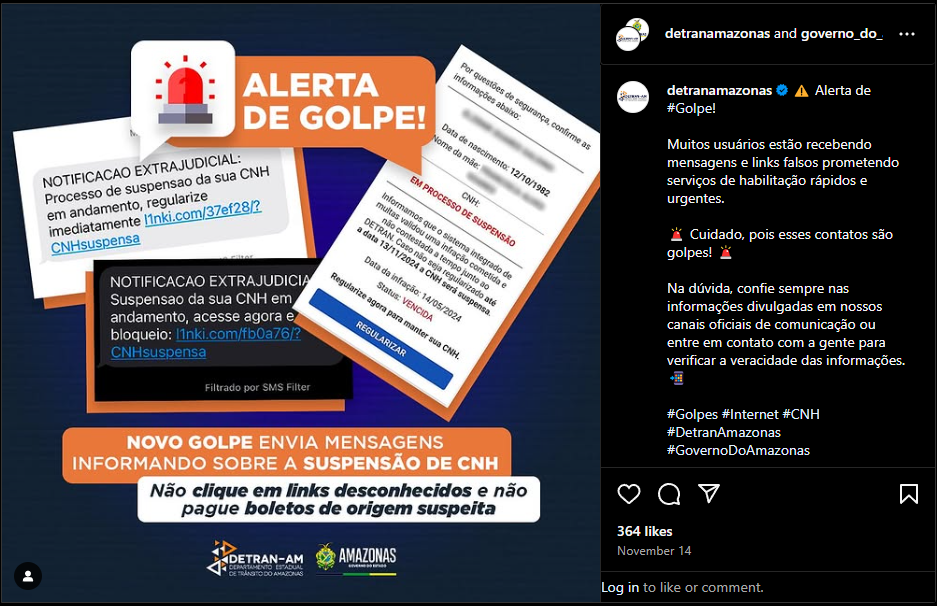 ALERTA
DE GOLPE!
NOTIFICACAO EXTRAJUDICIAL:
Processo de suspensao da sua CNH
em andamento, regularize
imediatamente l1nki.com/37ef28/?
CNHsuspensa
NOTIFICACAO EXTRAJUDICIA
Suspensao da sua CNH em
andamento, acesse agora e
bloqueio: l1nki.com/fb0a76/?
CNHsuspensa
Filtrado por SMS Filter
Por questões de segurança, confirme as
informações abaixo:
Data de nascimento: 12/10/1982
Nome da mãe:
CNH:
EM PROCESSO DE SUSPENSÃO
Informamos que o sistema integrado de
multas validou uma infração cometida e
não contestada a tempo junto ao
DETRAN. Caso não seja regularizado até
a data 13/11/2024 a CNH será suspensa.
Data da infração: 14/05/2024
Status: VENCIDA
Regularize agora para manter sua CNH.
REGULARIZAR
NOVO GOLPE ENVIA MENSAGENS
INFORMANDO SOBRE A SUSPENSÃO DE CNH
Não clique em links desconhecidos e não
pague boletos de origem suspeita
DETRAN-AM
DEPARTAMENTO ESTADUAL
DE TRÂNSITO DO AMAZONAS
AMAZONAS
GOVERNO DO ESTADO
detranamazonas and governo_do_
detranamazonas ⚠️ Alerta de
#Golpe!
Muitos usuários estão recebendo
mensagens e links falsos prometendo
serviços de habilitação rápidos e
urgentes.
🚨 Cuidado, pois esses contatos são
golpes! 🚨
Na dúvida, confie sempre nas
informações divulgadas em nossos
canais oficiais de comunicação ou
entre em contato com a gente para
verificar a veracidade das informações.
📲
#Golpes #Internet #CNH
#DetranAmazonas
#GovernoDoAmazonas
364 likes
November 14
Log in to like or comment.